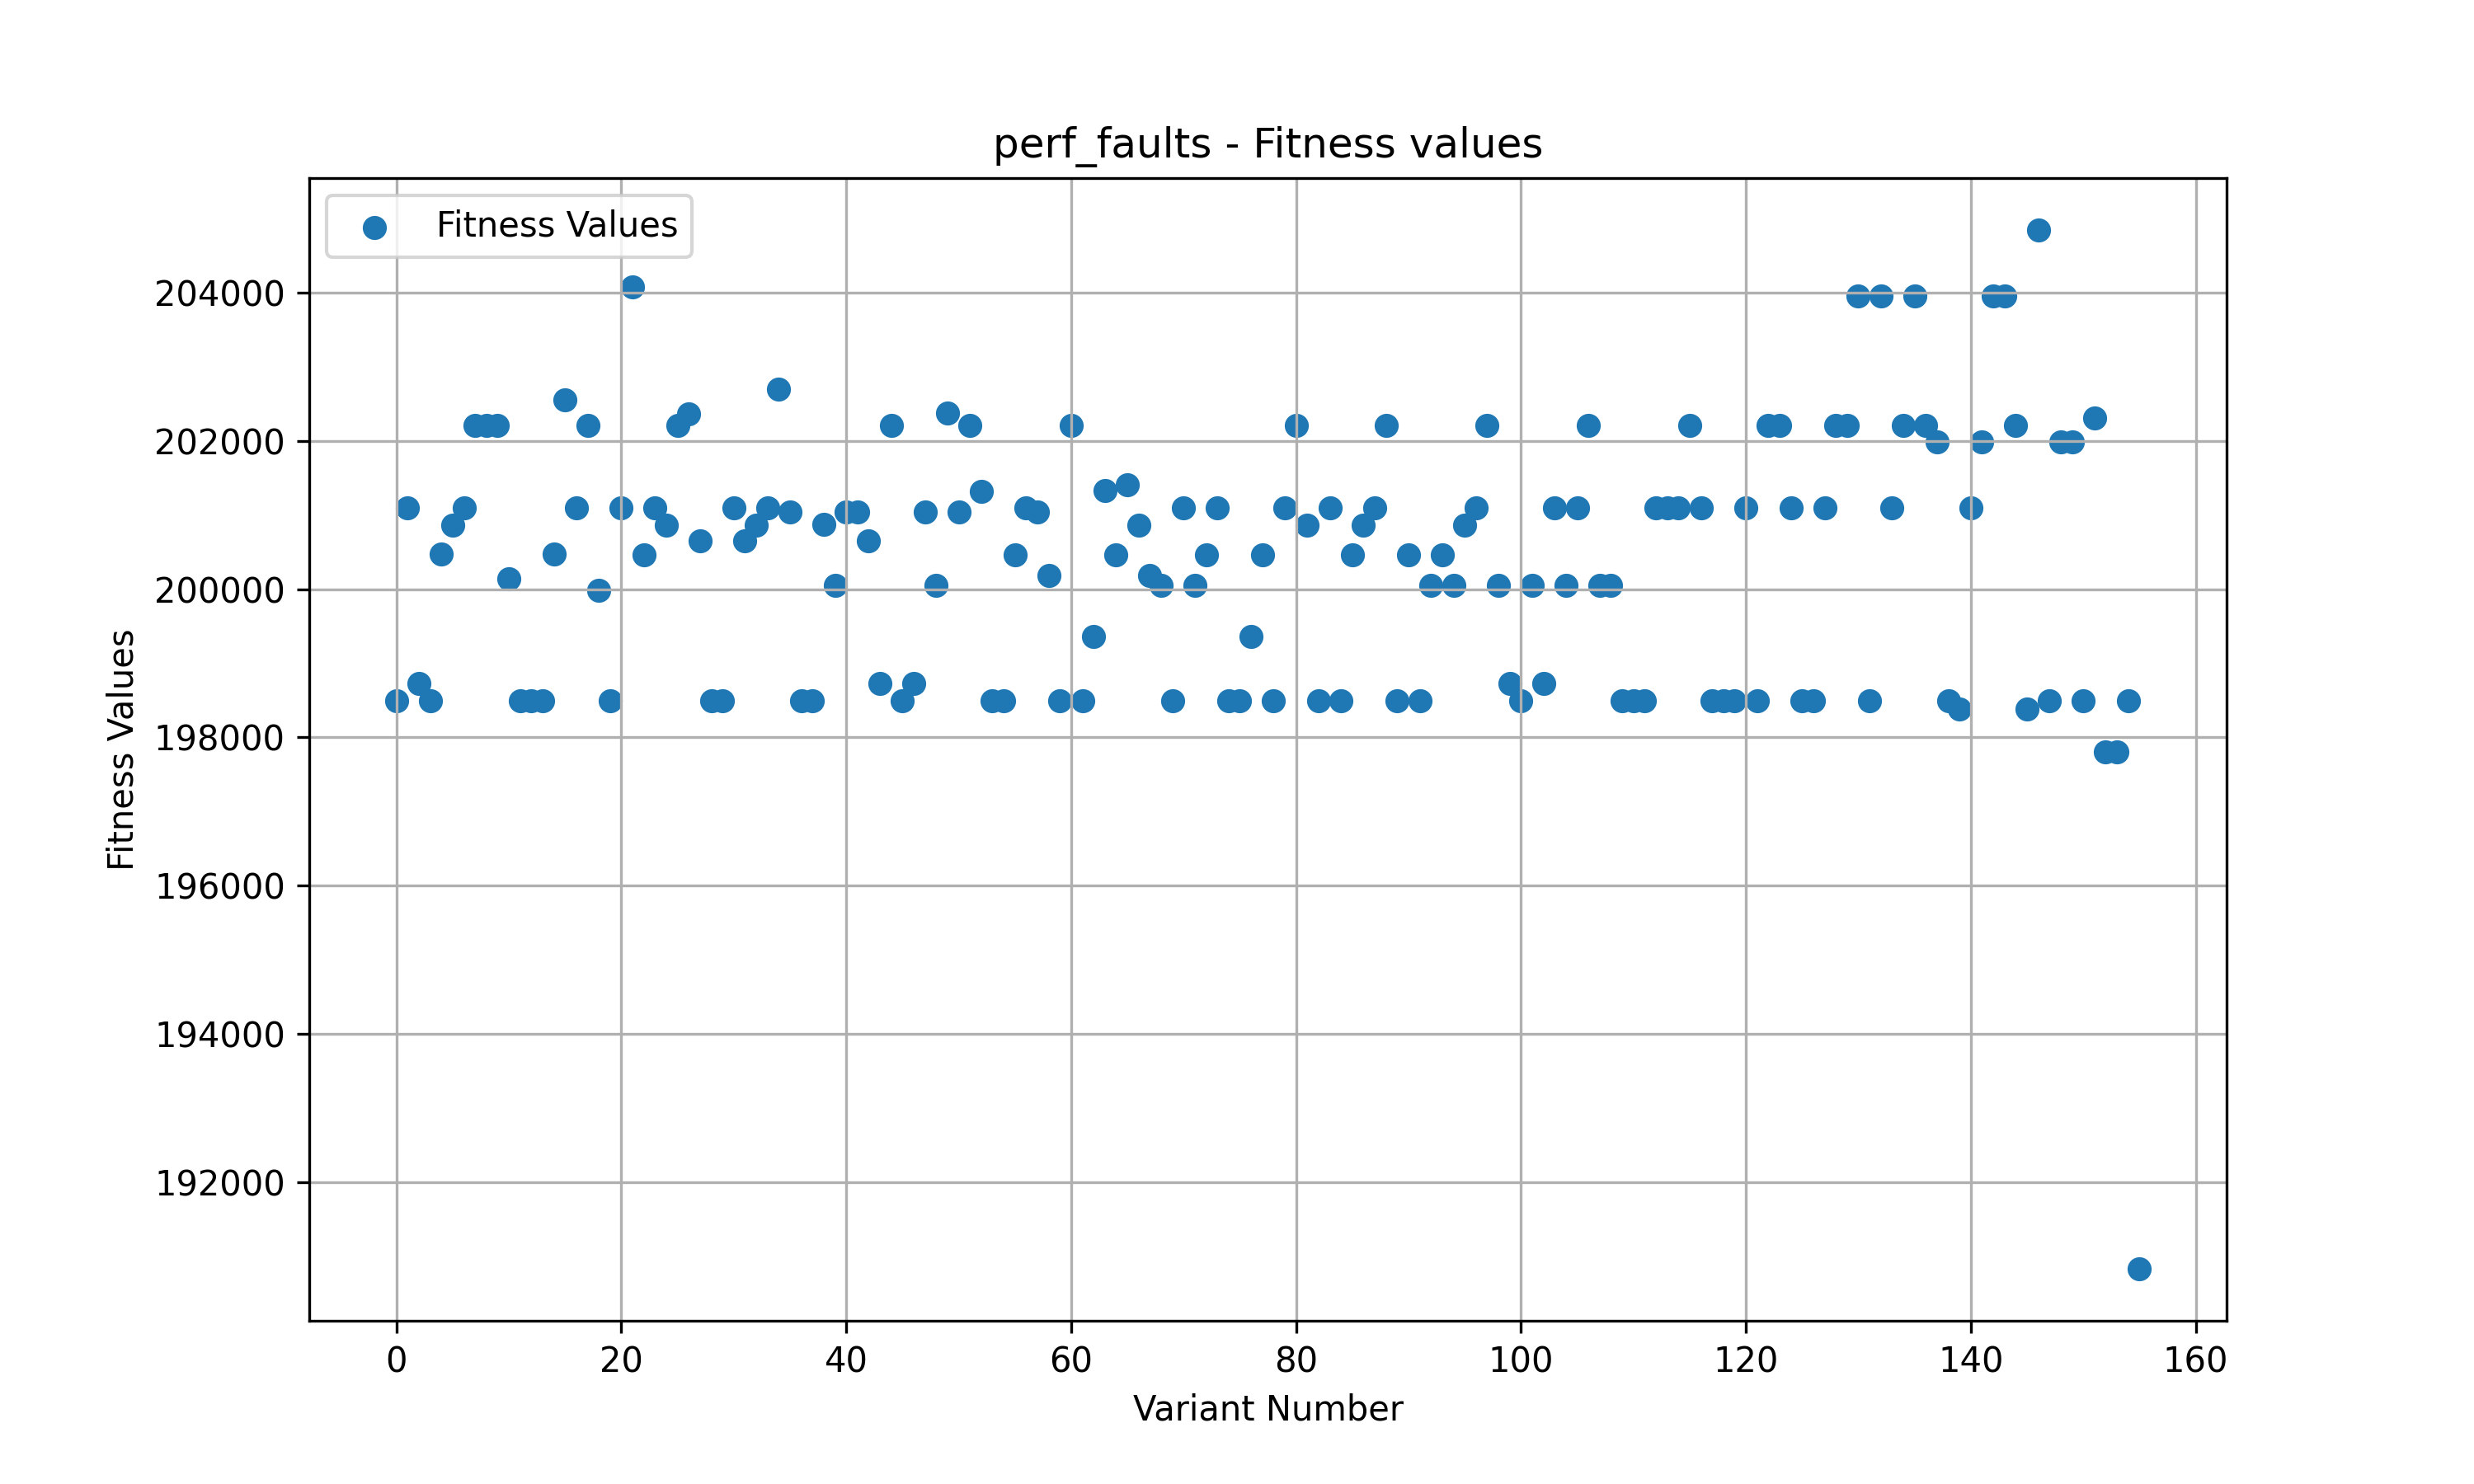 perf_faults - Fitness values
Fitness Values
204000
202000
200000
198000
196000
194000
192000
Fitness Values
0 20 40 60 80 100 120 140 160
Variant Number